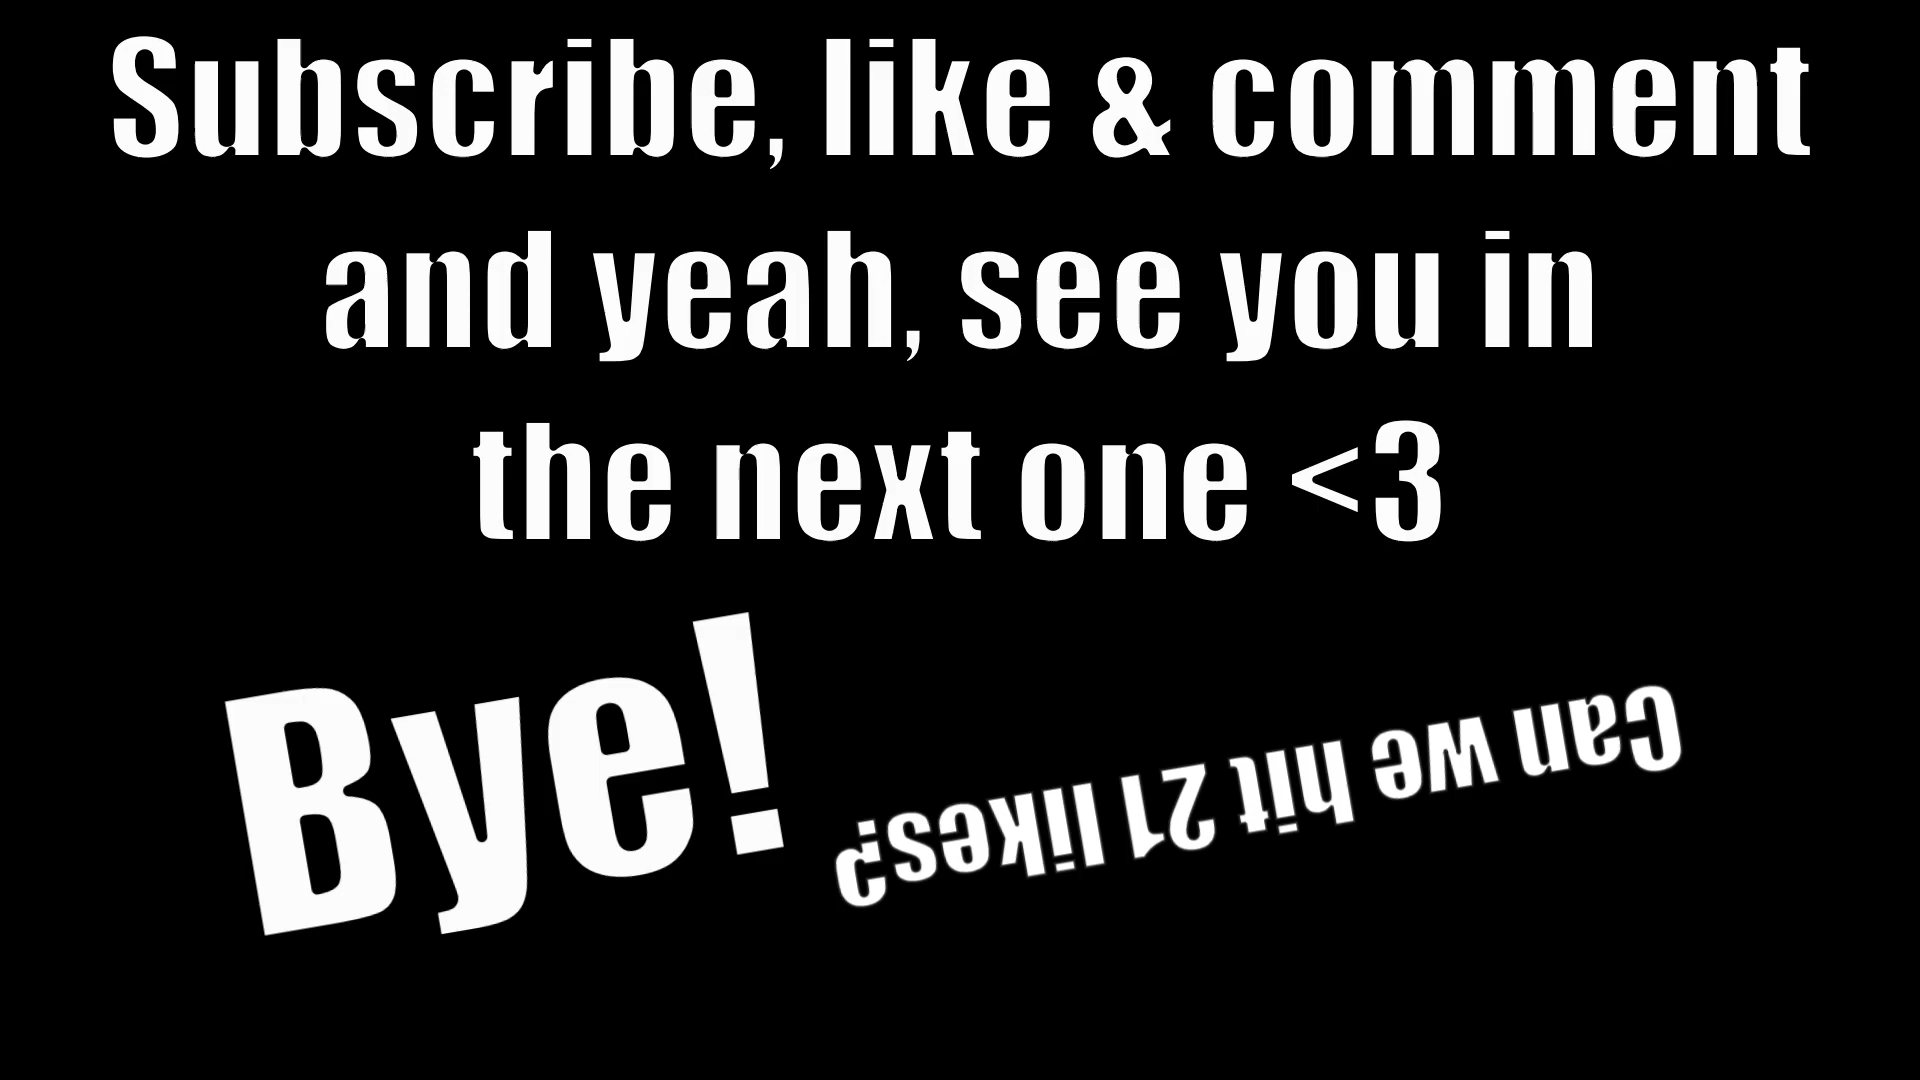 Subscribe, like & comment
and yeah, see you in
the next one <3
Bye!
Can we hit 21 likes?